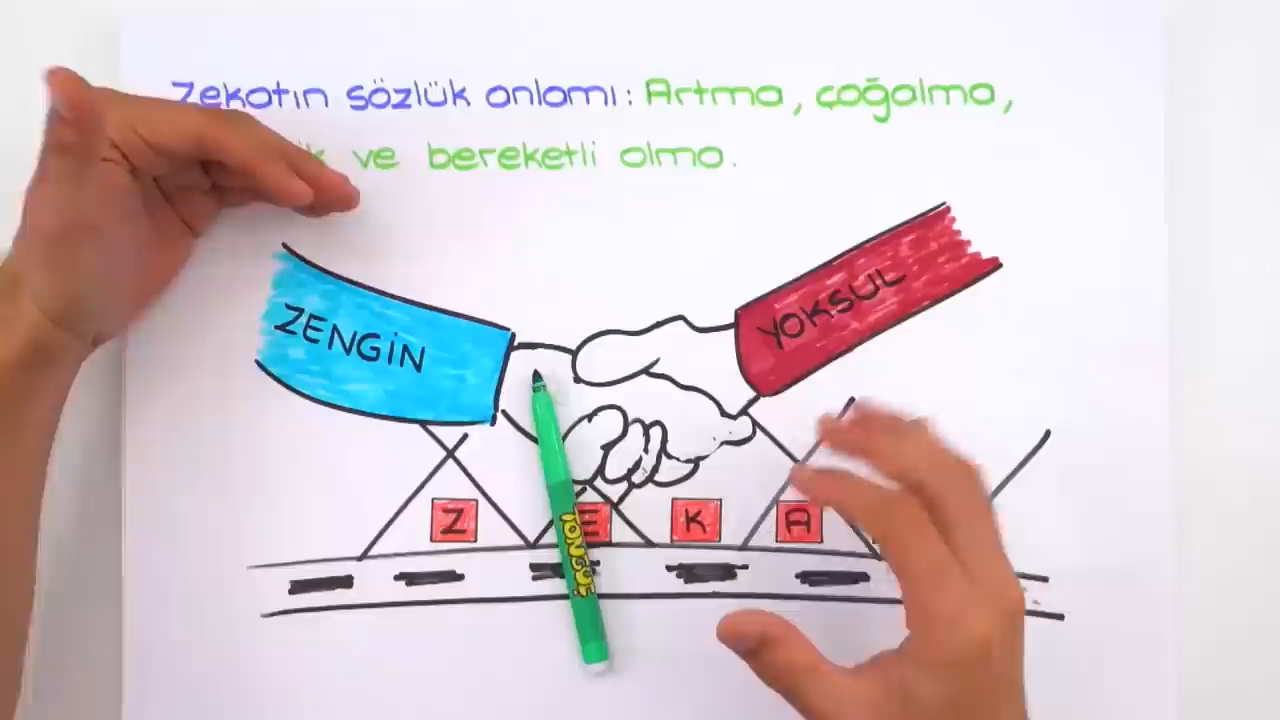 Zekatın sözlük anlamı: Artma, çoğalma,
ve bereketli olma.
ZENGİN
YOKSUL
Z E K A